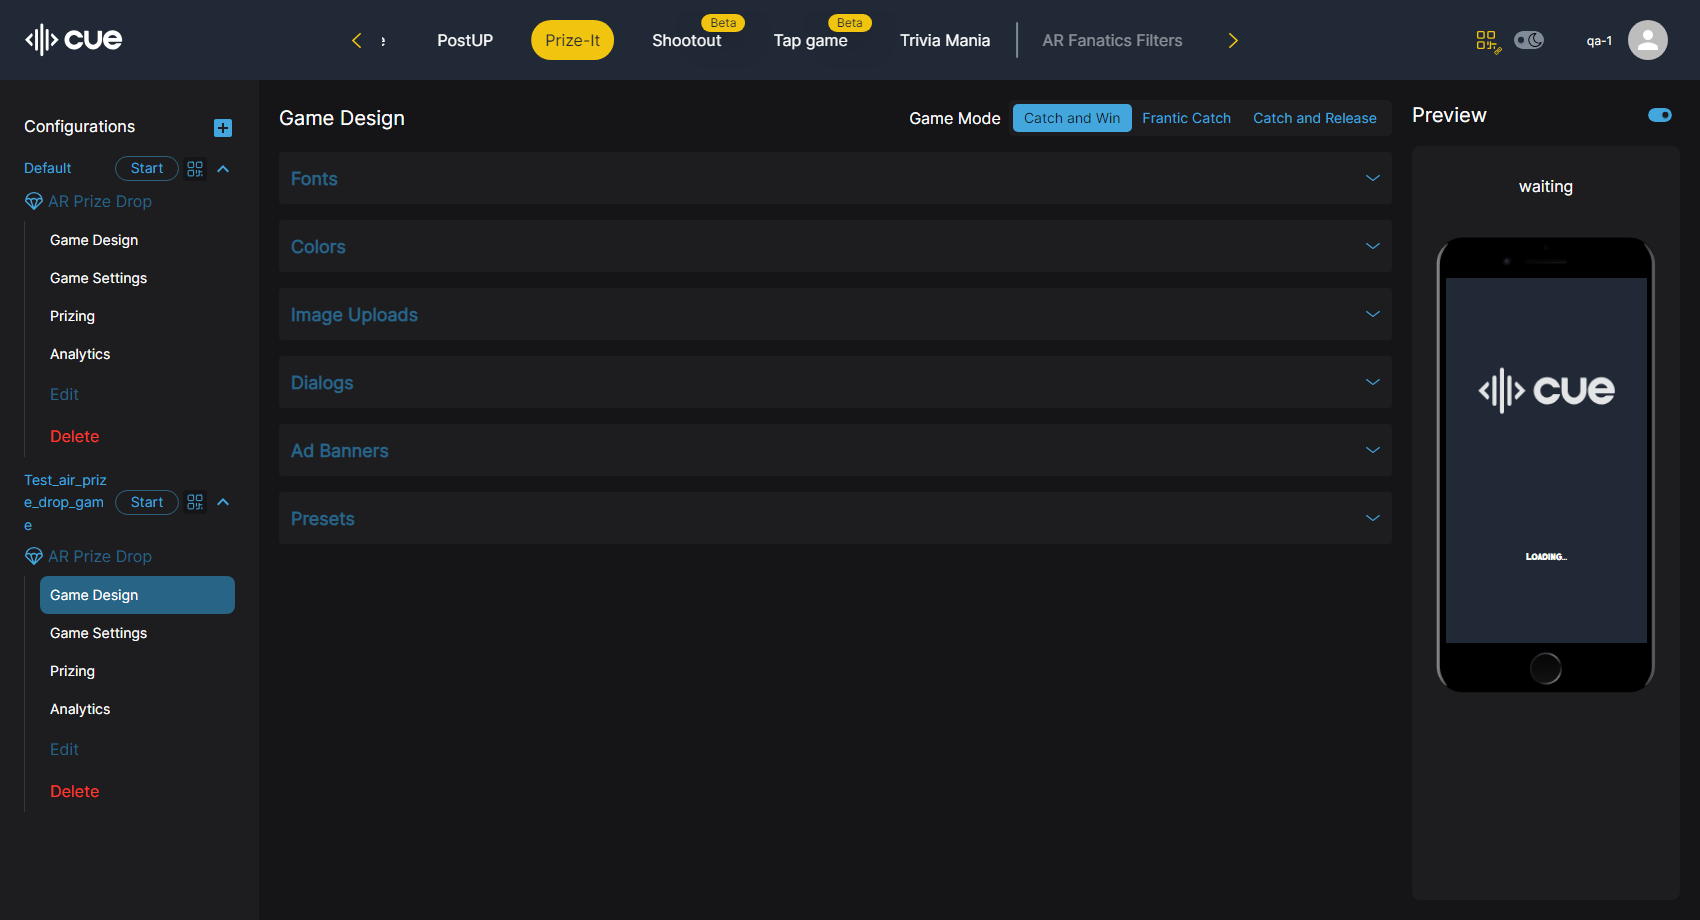 cue
PostUP
Prize-It
Shootout
Beta
Tap game
Beta
Trivia Mania
AR Fanatics Filters
qa-1
Configurations
Default
Start
AR Prize Drop
Game Design
Game Settings
Prizing
Analytics
Edit
Delete
Test_air_priz
e_drop_gam
e
Start
AR Prize Drop
Game Design
Game Settings
Prizing
Analytics
Edit
Delete
Game Design
Game Mode
Catch and Win
Frantic Catch
Catch and Release
Fonts
Colors
Image Uploads
Dialogs
Ad Banners
Presets
Preview
waiting
cue
LOADING...